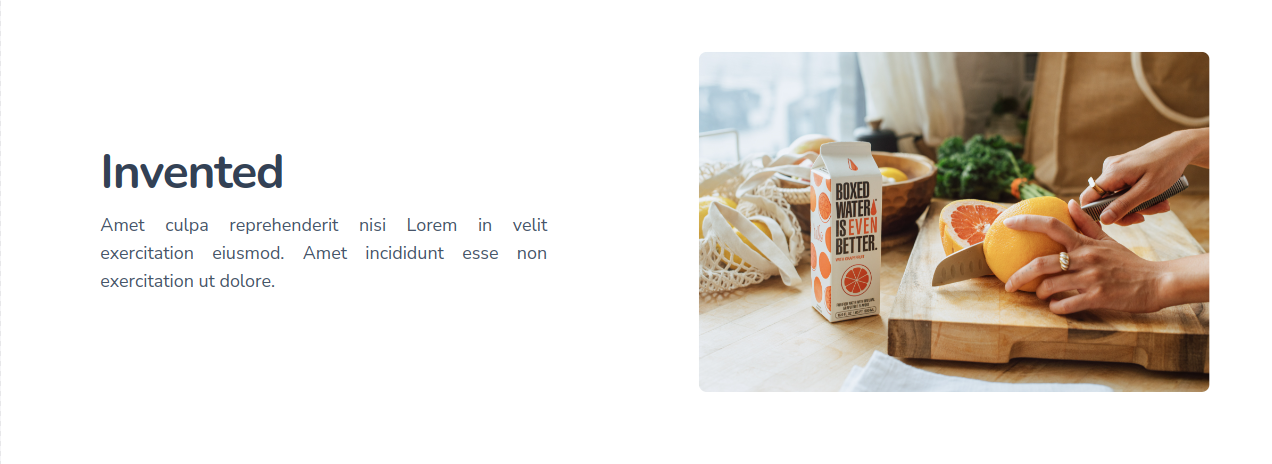 Invented
Amet culpa reprehenderit nisi Lorem in velit
exercitation eiusmod. Amet incididunt esse non
exercitation ut dolore.
BOXED
WATER
IS EVEN
BETTER.